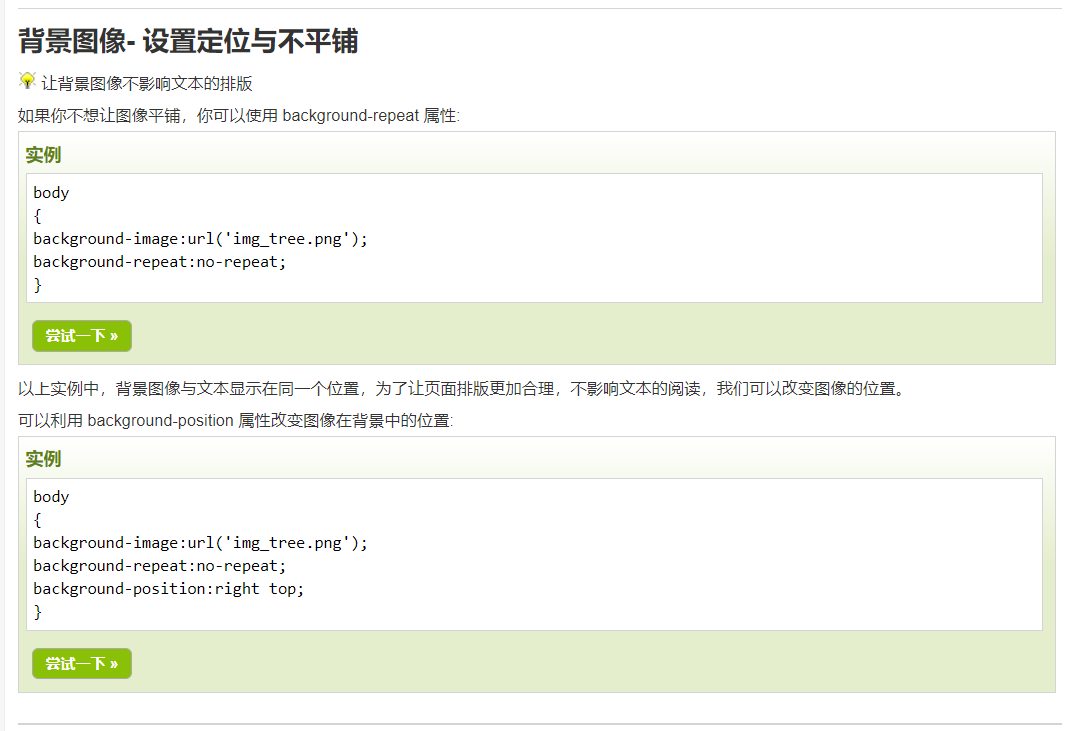 背景图像- 设置定位与不平铺
让背景图像不影响文本的排版
如果你不想让图像平铺，你可以使用 background-repeat 属性:
实例
body
{
background-image:url('img_tree.png');
background-repeat:no-repeat;
}
尝试一下 »
以上实例中，背景图像与文本显示在同一个位置，为了让页面排版更加合理，不影响文本的阅读，我们可以改变图像的位置。
可以利用 background-position 属性改变图像在背景中的位置:
实例
body
{
background-image:url('img_tree.png');
background-repeat:no-repeat;
background-position:right top;
}
尝试一下 »